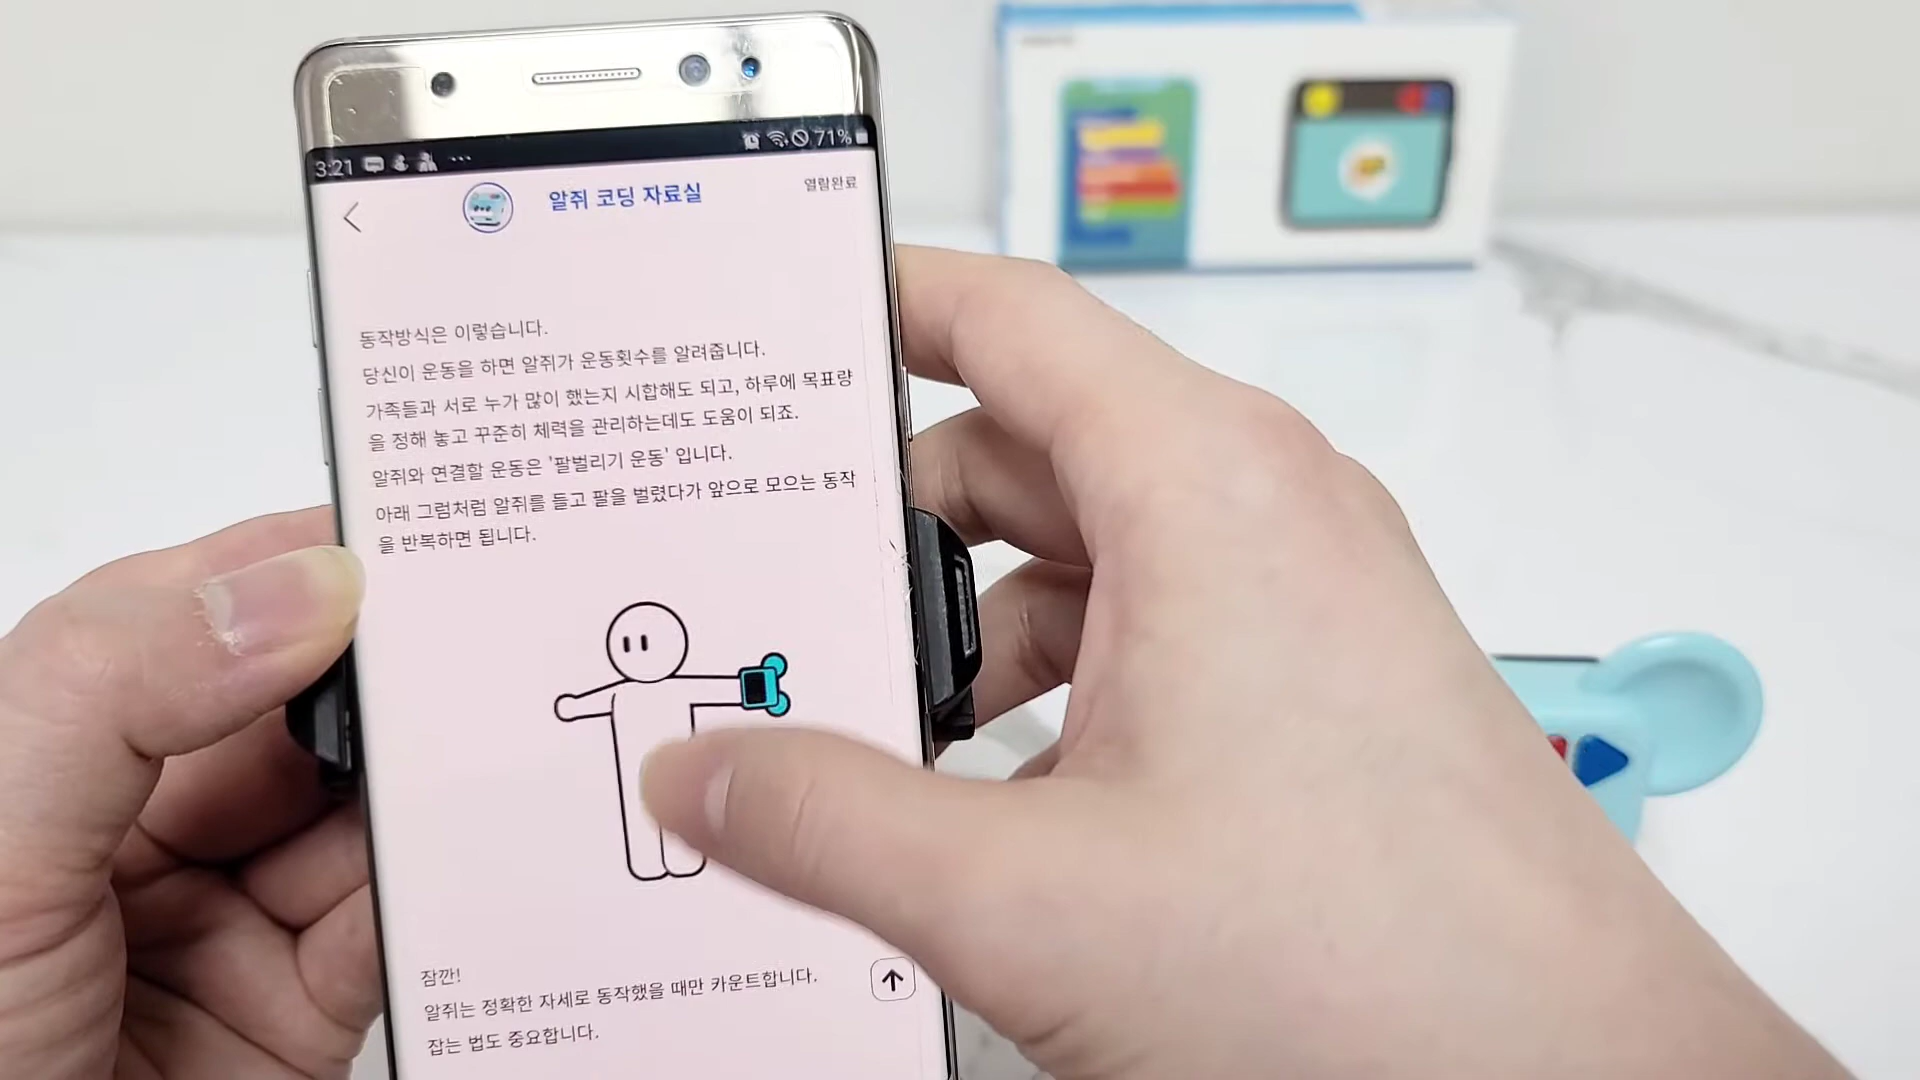 3:21 ... 71%
알쥐 코딩 자료실
열람완료
동작방식은 이렇습니다.
당신이 운동을 하면 알쥐가 운동횟수를 알려줍니다.
가족들과 서로 누가 많이 했는지 시합해도 되고, 하루에 목표량
을 정해 놓고 꾸준히 체력을 관리하는데도 도움이 되죠.
알쥐와 연결할 운동은 '팔벌리기 운동' 입니다.
아래 그럼처럼 알쥐를 들고 팔을 벌렸다가 앞으로 모으는 동작
을 반복하면 됩니다.
잠깐!
알쥐는 정확한 자세로 동작했을 때만 카운트합니다.
잡는 법도 중요합니다.